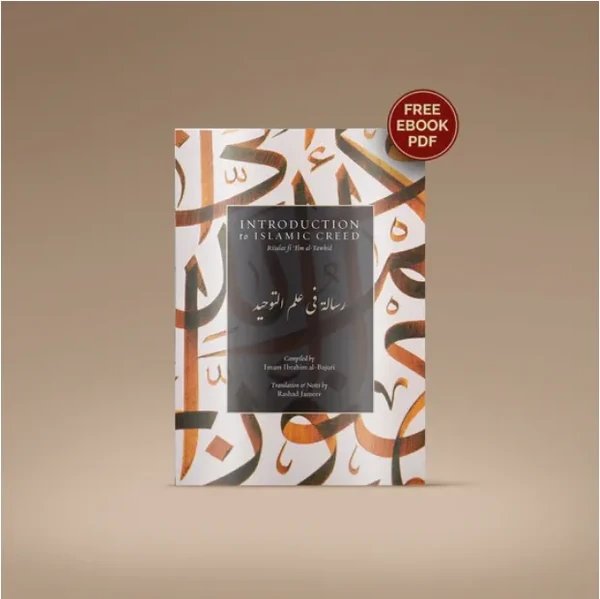 FREE
EBOOK
PDF
INTRODUCTION
to ISLAMIC CREED
Risālat fī ʿIlm al-Tawḥīd
رسالة في علم التوحيد
Compiled by
Imam Ibrahim al-Bajuri
Translation & Notes by
Rashad Jameer